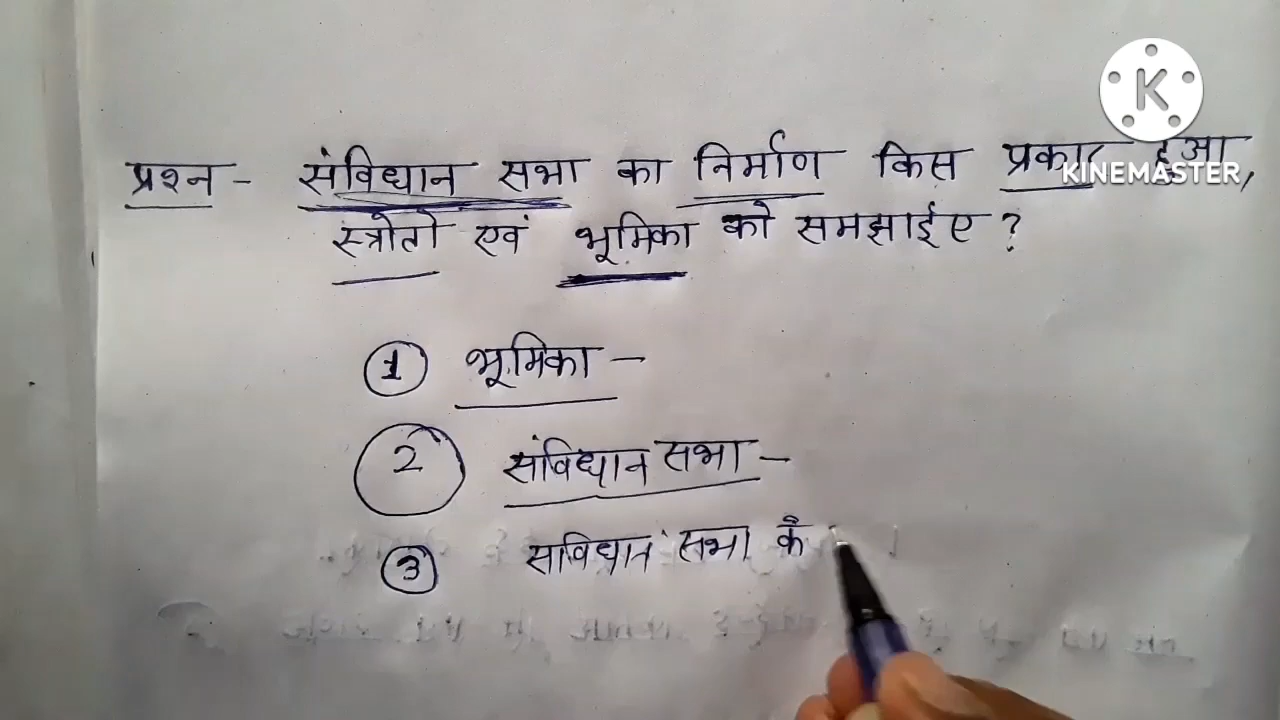 K
KINEMASTER
प्रश्न - संविधान सभा का निर्माण किस प्रकार हुआ,
स्त्रोतो एवं भूमिका को समझाईए ?
1 भूमिका -
2 संविधान सभा -
3 संविधान सभा के